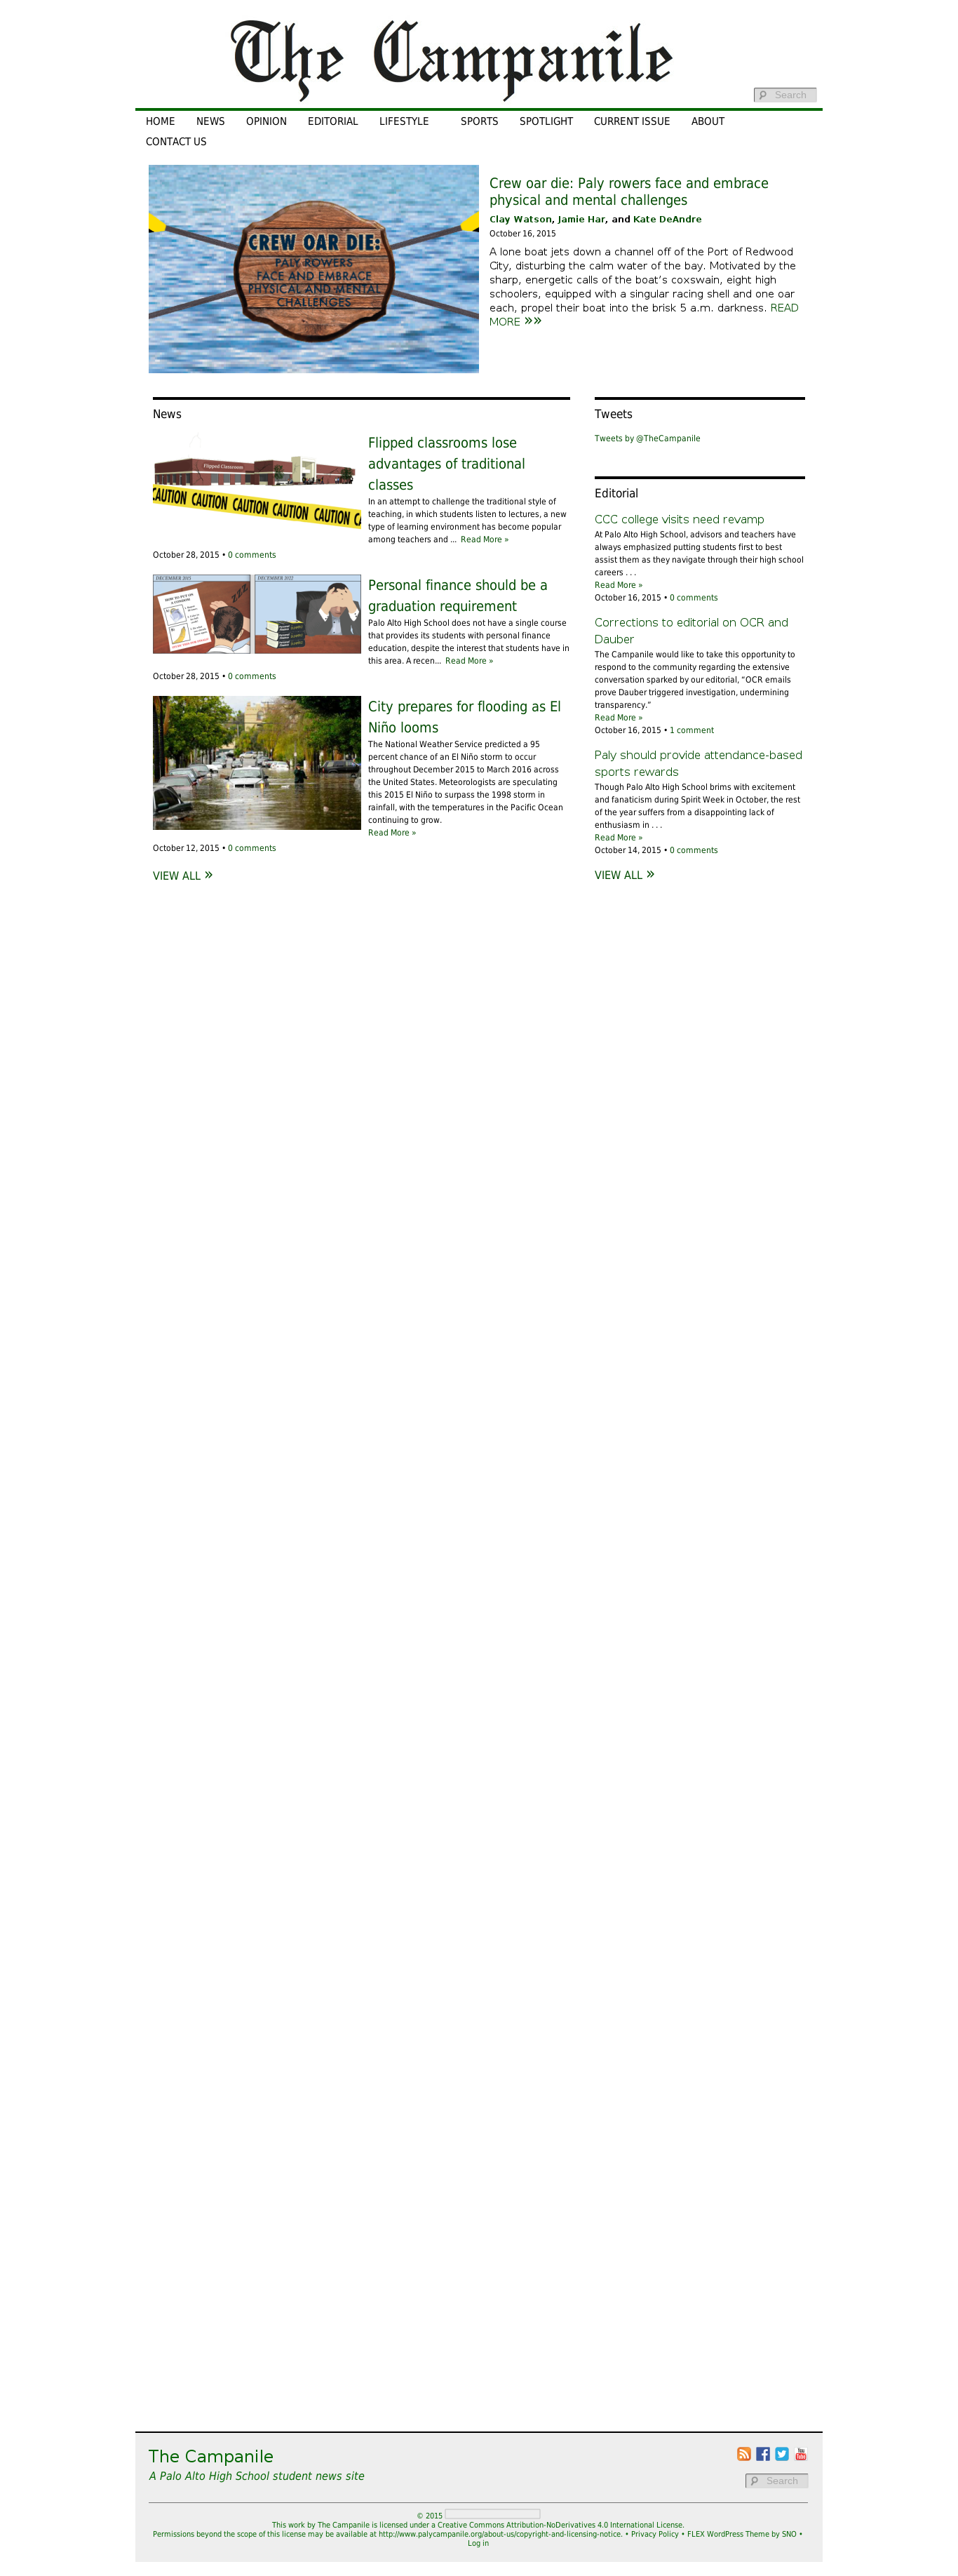 The Campanile
Search
HOME NEWS OPINION EDITORIAL LIFESTYLE SPORTS SPOTLIGHT CURRENT ISSUE ABOUT
CONTACT US
CREW OAR DIE:
PALY ROWERS
FACE AND EMBRACE
PHYSICAL AND MENTAL
CHALLENGES
Crew oar die: Paly rowers face and embrace
physical and mental challenges
Clay Watson, Jamie Har, and Kate DeAndre
October 16, 2015
A lone boat jets down a channel off of the Port of Redwood
City, disturbing the calm water of the bay. Motivated by the
sharp, energetic calls of the boat’s coxswain, eight high
schoolers, equipped with a singular racing shell and one oar
each, propel their boat into the brisk 5 a.m. darkness. READ
MORE »»
News
Flipped Classroom
CAUTION CAUTION CAUTION CAUTION CAUTION
Flipped classrooms lose
advantages of traditional
classes
In an attempt to challenge the traditional style of
teaching, in which students listen to lectures, a new
type of learning environment has become popular
among teachers and ... Read More »
October 28, 2015 • 0 comments
DECEMBER 2015 DECEMBER 2022
Personal finance should be a
graduation requirement
Palo Alto High School does not have a single course
that provides its students with personal finance
education, despite the interest that students have in
this area. A recen... Read More »
October 28, 2015 • 0 comments
City prepares for flooding as El
Niño looms
The National Weather Service predicted a 95
percent chance of an El Niño storm to occur
throughout December 2015 to March 2016 across
the United States. Meteorologists are speculating
this 2015 El Niño to surpass the 1998 storm in
rainfall, with the temperatures in the Pacific Ocean
continuing to grow.
Read More »
October 12, 2015 • 0 comments
VIEW ALL »
Tweets
Tweets by @TheCampanile
Editorial
CCC college visits need revamp
At Palo Alto High School, advisors and teachers have
always emphasized putting students first to best
assist them as they navigate through their high school
careers . . .
Read More »
October 16, 2015 • 0 comments
Corrections to editorial on OCR and
Dauber
The Campanile would like to take this opportunity to
respond to the community regarding the extensive
conversation sparked by our editorial, “OCR emails
prove Dauber triggered investigation, undermining
transparency.”
Read More »
October 16, 2015 • 1 comment
Paly should provide attendance-based
sports rewards
Though Palo Alto High School brims with excitement
and fanaticism during Spirit Week in October, the rest
of the year suffers from a disappointing lack of
enthusiasm in . . .
Read More »
October 14, 2015 • 0 comments
VIEW ALL »
The Campanile
A Palo Alto High School student news site
You Tube
Search
© 2015
This work by The Campanile is licensed under a Creative Commons Attribution-NoDerivatives 4.0 International License.
Permissions beyond the scope of this license may be available at http://www.palycampanile.org/about-us/copyright-and-licensing-notice. • Privacy Policy • FLEX WordPress Theme by SNO •
Log in